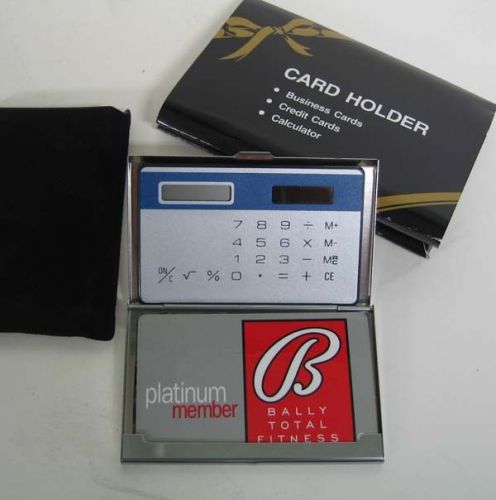 CARD HOLDER
• Business Cards
• Credit Cards
• Calculator
7 8 9 ÷ M+
4 5 6 × M-
1 2 3 − MRC
ON/C √ % 0 · = + CE
platinum
member
B
BALLY
TOTAL
FITNESS